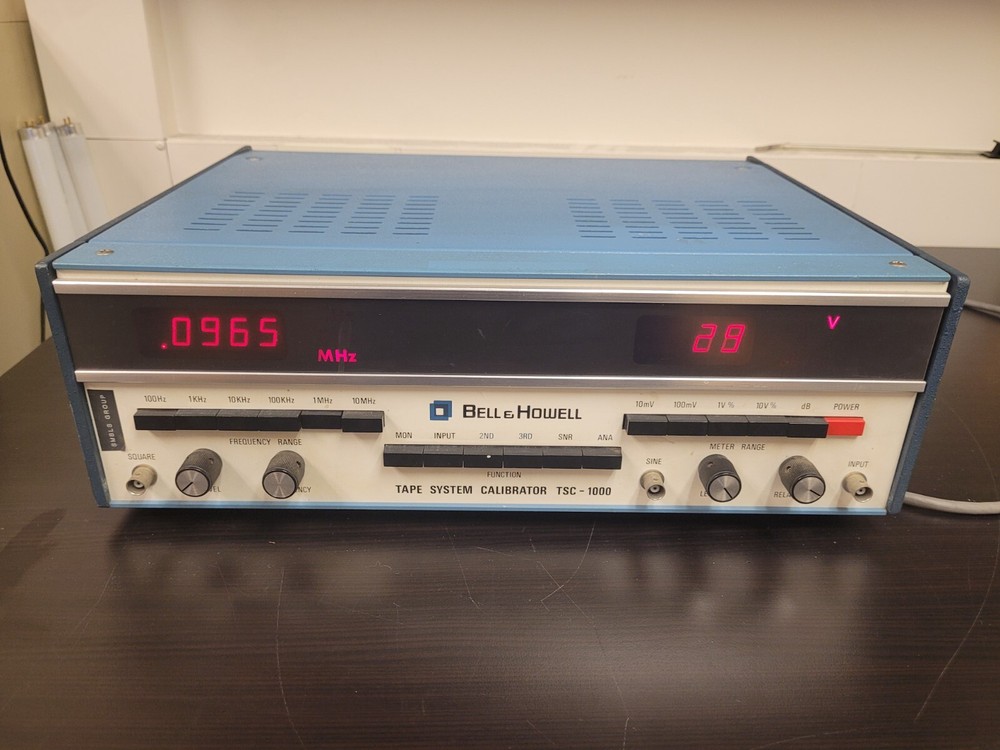 .0965 MHz
28 V
100Hz 1KHz 10KHz 100KHz 1MHz 10MHz
FREQUENCY RANGE
BELL & HOWELL
10mV 100mV 1V % 10V % dB POWER
METER RANGE
MON INPUT 2ND 3RD SNR ANA
FUNCTION
SQUARE
SINE
INPUT
TAPE SYSTEM CALIBRATOR TSC-1000
GROUP